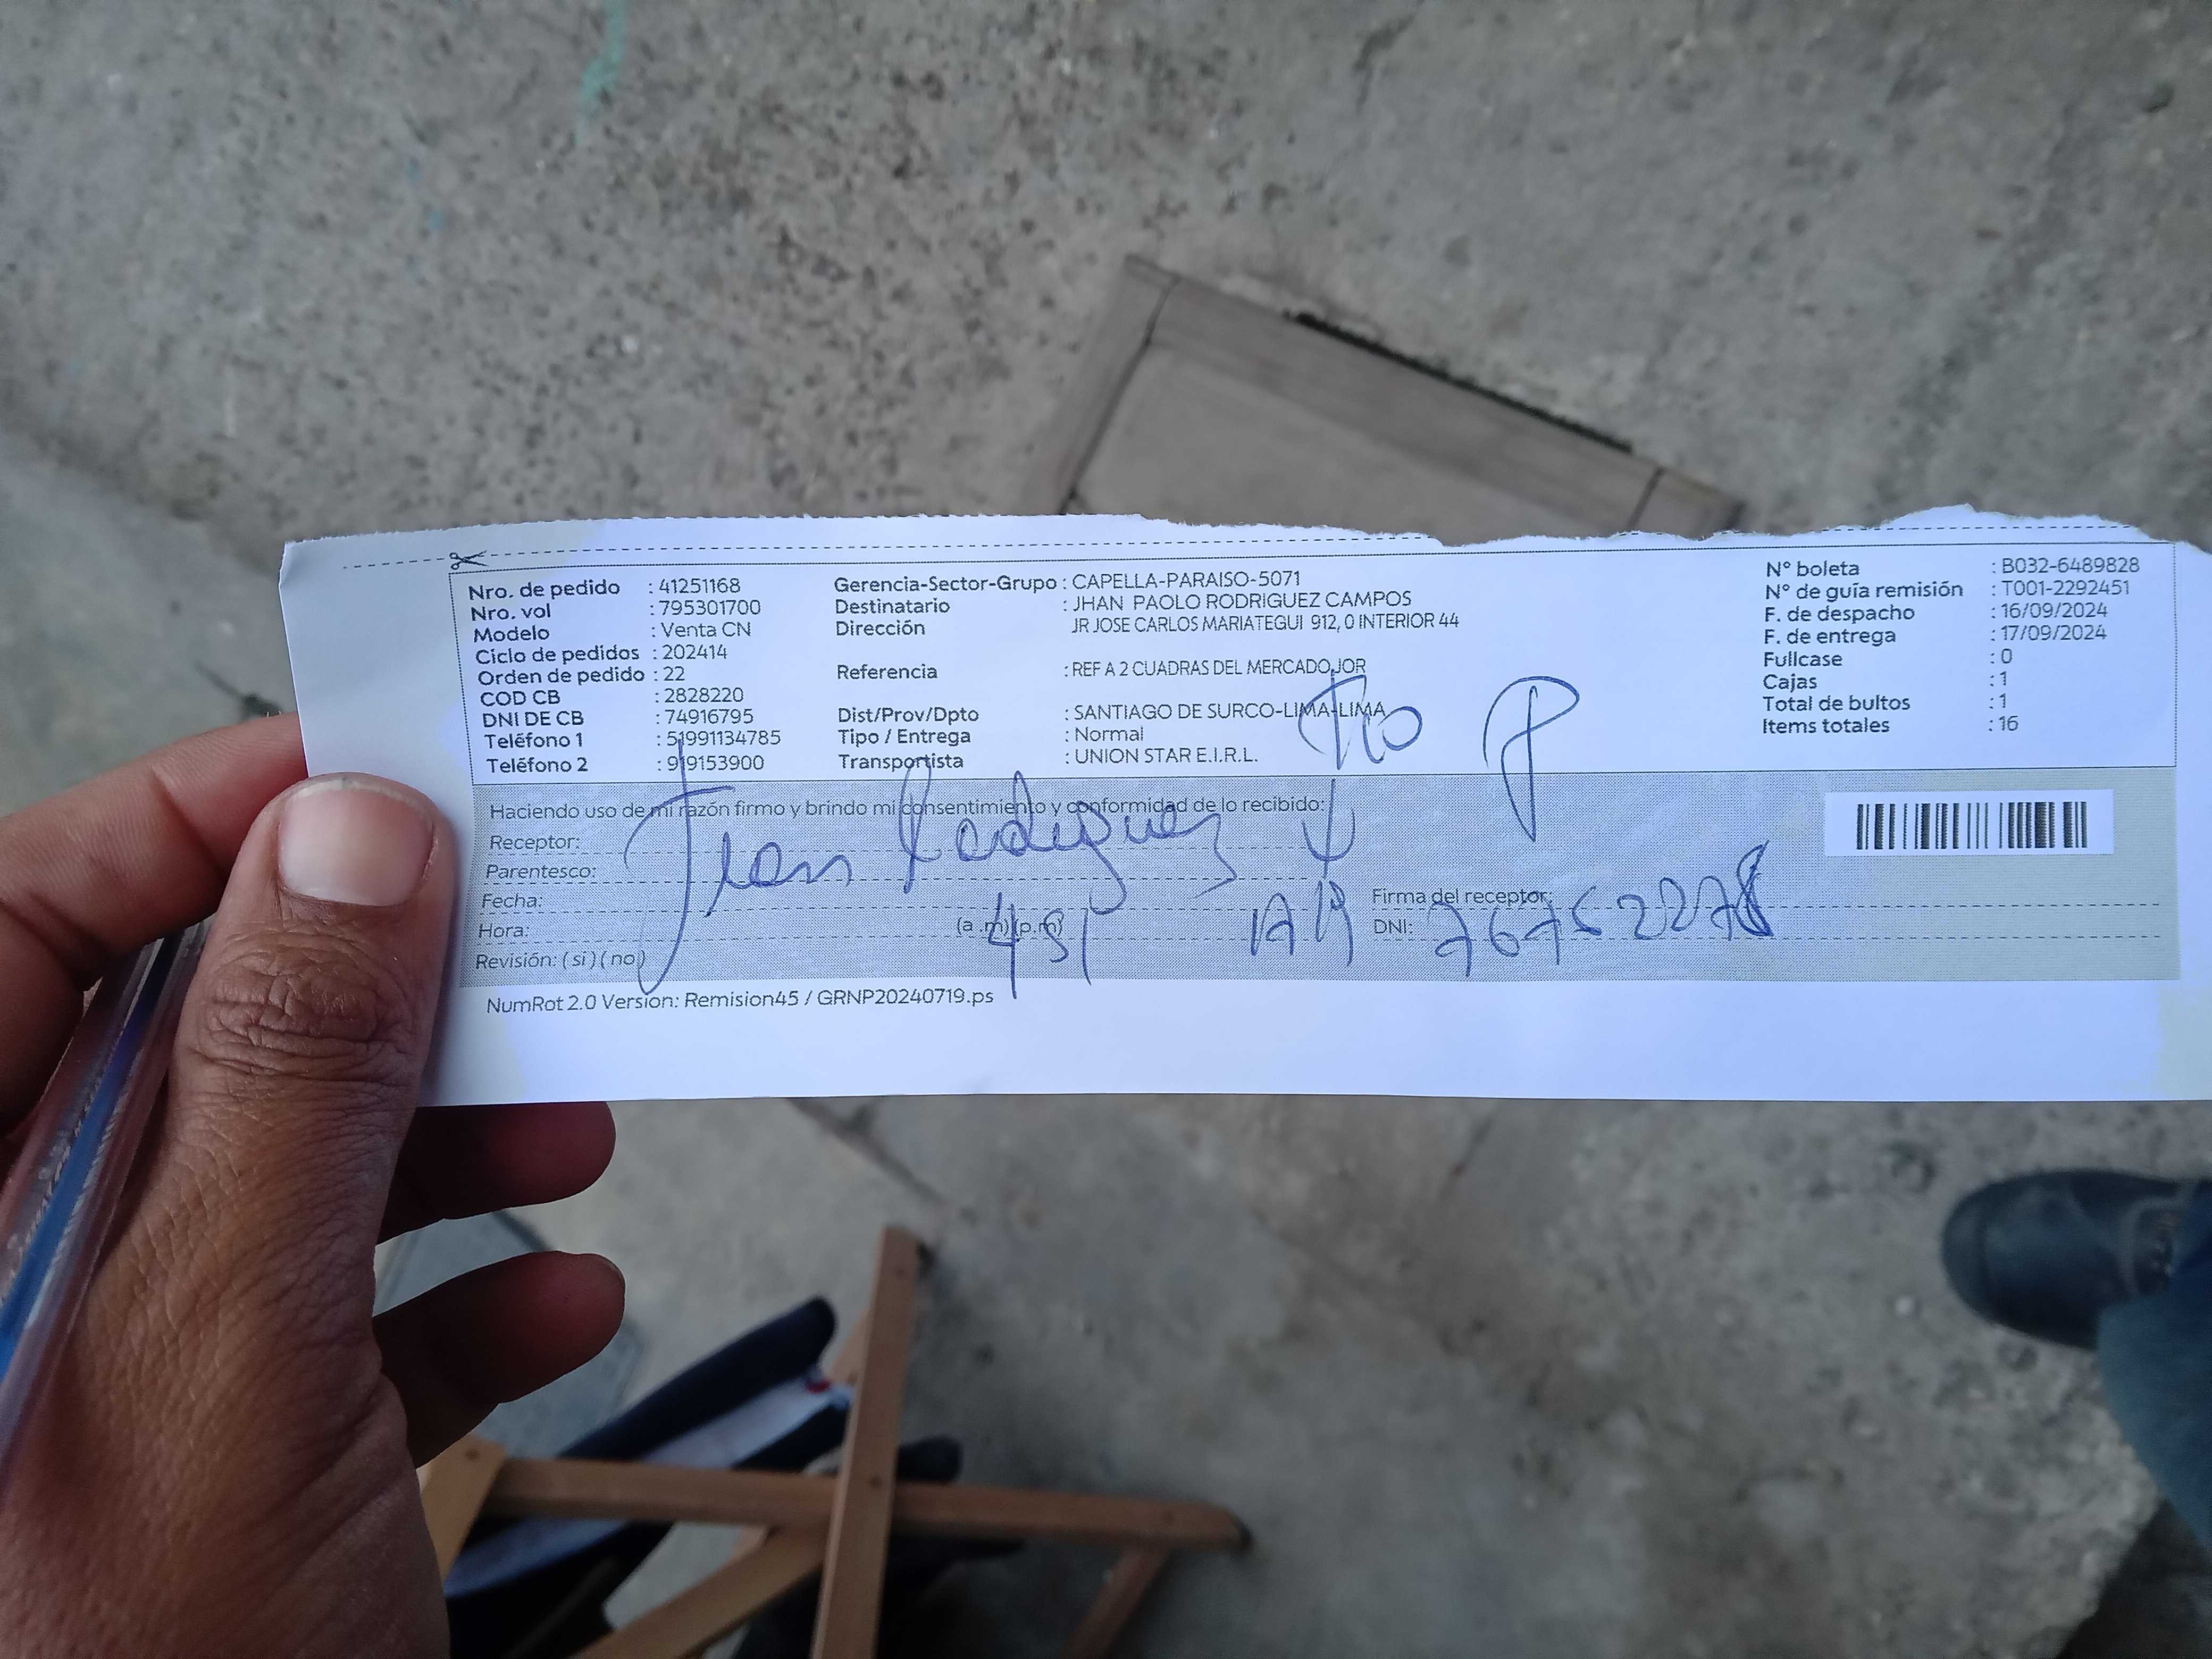 Nro. de pedido : 41251168
Nro. vol : 795301700
Modelo : Venta CN
Ciclo de pedidos : 202414
Orden de pedido : 22
COD CB : 2828220
DNI DE CB : 74916795
Teléfono 1 : 51991134785
Teléfono 2 : 919153900
Gerencia-Sector-Grupo : CAPELLA-PARAISO-5071
Destinatario : JHAN PAOLO RODRIGUEZ CAMPOS
Dirección JR JOSE CARLOS MARIATEGUI 912, 0 INTERIOR 44
Referencia : REF A 2 CUADRAS DEL MERCADO JOR
Dist/Prov/Dpto : SANTIAGO DE SURCO-LIMA-LIMA
Tipo / Entrega : Normal
Transportista : UNION STAR E.I.R.L.
N° boleta : B032-6489828
N° de guía remisión : T001-2292451
F. de despacho : 16/09/2024
F. de entrega : 17/09/2024
Fullcase : 0
Cajas : 1
Total de bultos : 1
Items totales : 16
Haciendo uso de mi razón firmo y brindo mi consentimiento y conformidad de lo recibido:
Receptor:
Parentesco:
Rodriguez
Fecha:
Firma del receptor:
Hora: (a.m) (p.m)
DNI:
Revisión: ( si ) ( no )
NumRot 2.0 Version: Remision45 / GRNP20240719.ps